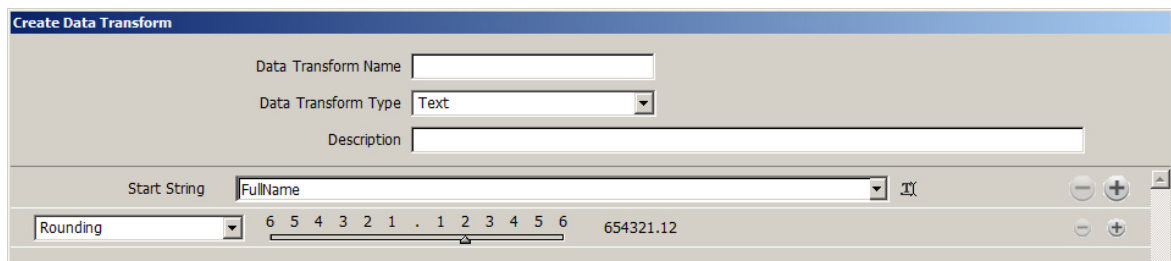 Create Data Transform
Data Transform Name
Data Transform Type Text
Description
Start String FullName
Rounding 6 5 4 3 2 1 . 1 2 3 4 5 6 654321.12